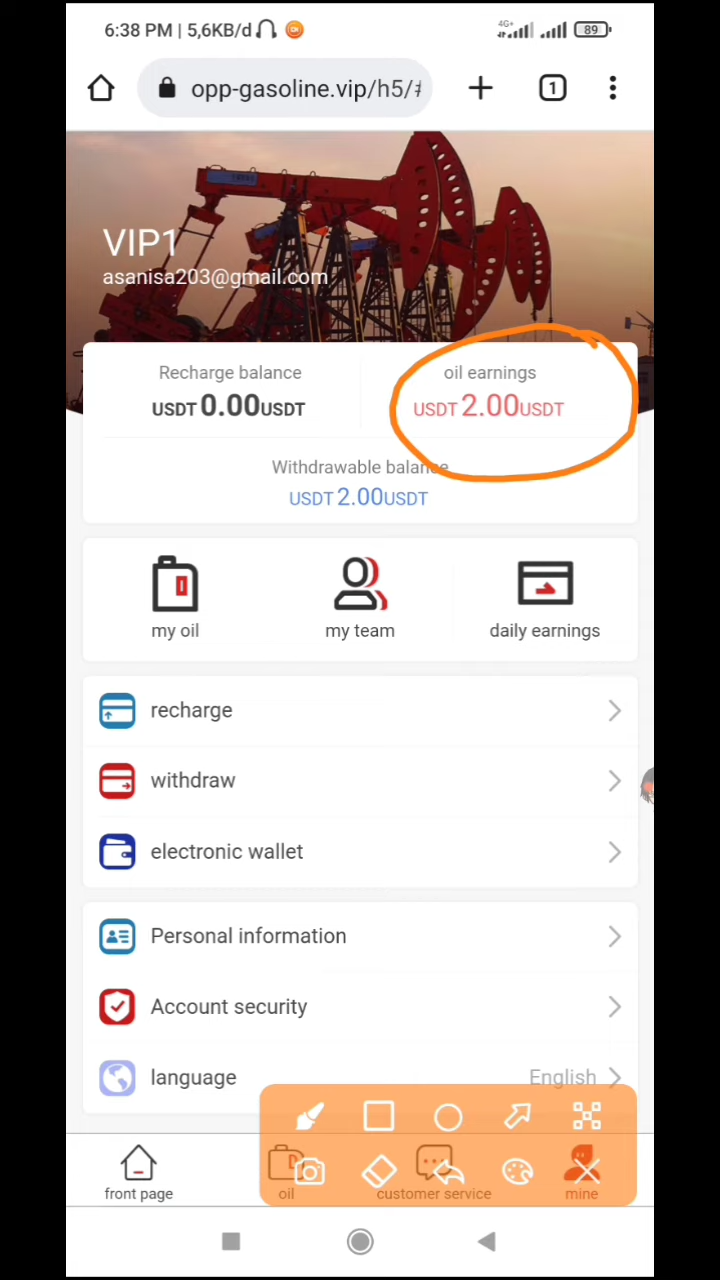 6:38 PM | 5,6KB/d
4G+
89
opp-gasoline.vip/h5/
1
VIP1
asanisa203@gmail.com
Recharge balance
oil earnings
USDT 0.00USDT
USDT 2.00USDT
Withdrawable balance
USDT 2.00USDT
my oil
my team
daily earnings
recharge
withdraw
electronic wallet
Personal information
Account security
language
English
front page
oil
customer service
mine